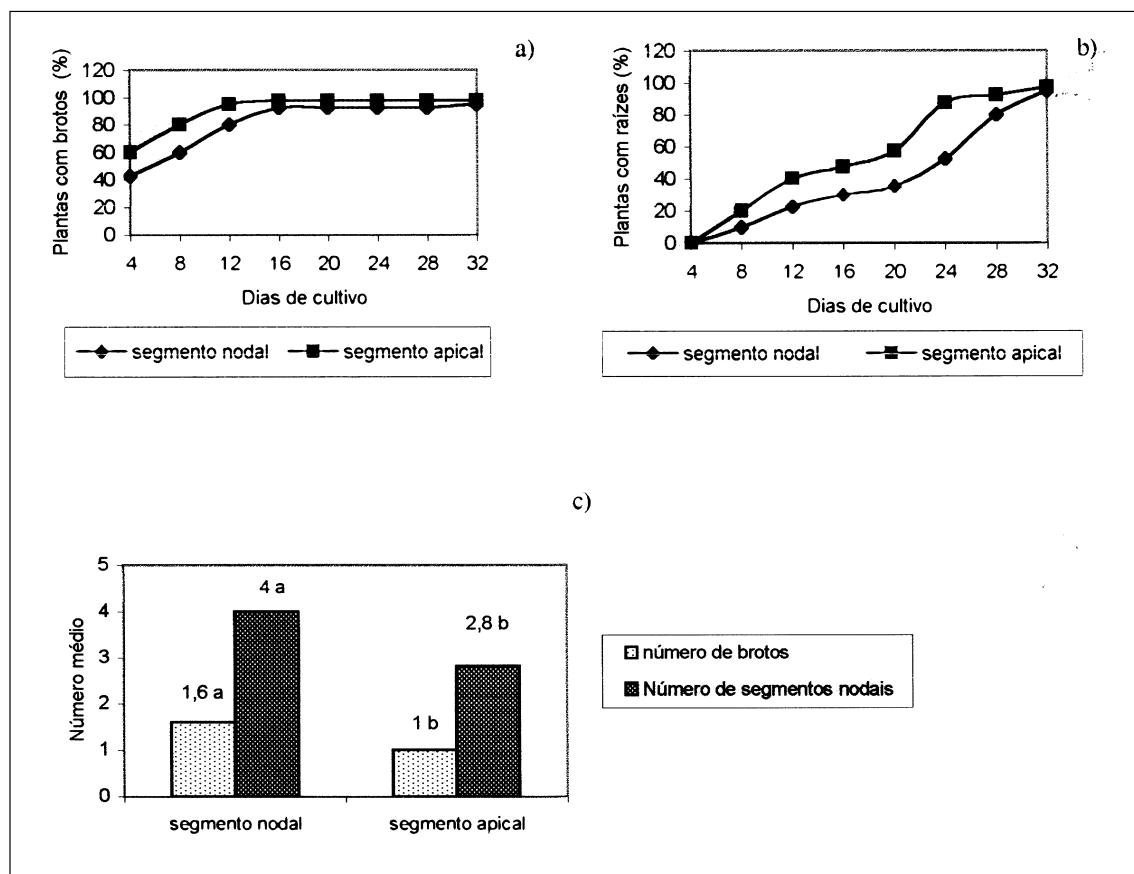 a)
Plantas com brotos (%)
120
100
80
60
40
20
0
4 8 12 16 20 24 28 32
Dias de cultivo
segmento nodal segmento apical
b)
Plantas com raízes (%)
120
100
80
60
40
20
0
4 8 12 16 20 24 28 32
Dias de cultivo
segmento nodal segmento apical
c)
Número médio
5
4
3
2
1
0
1,6 a
4 a
1 b
2,8 b
segmento nodal segmento apical
número de brotos
Número de segmentos nodais